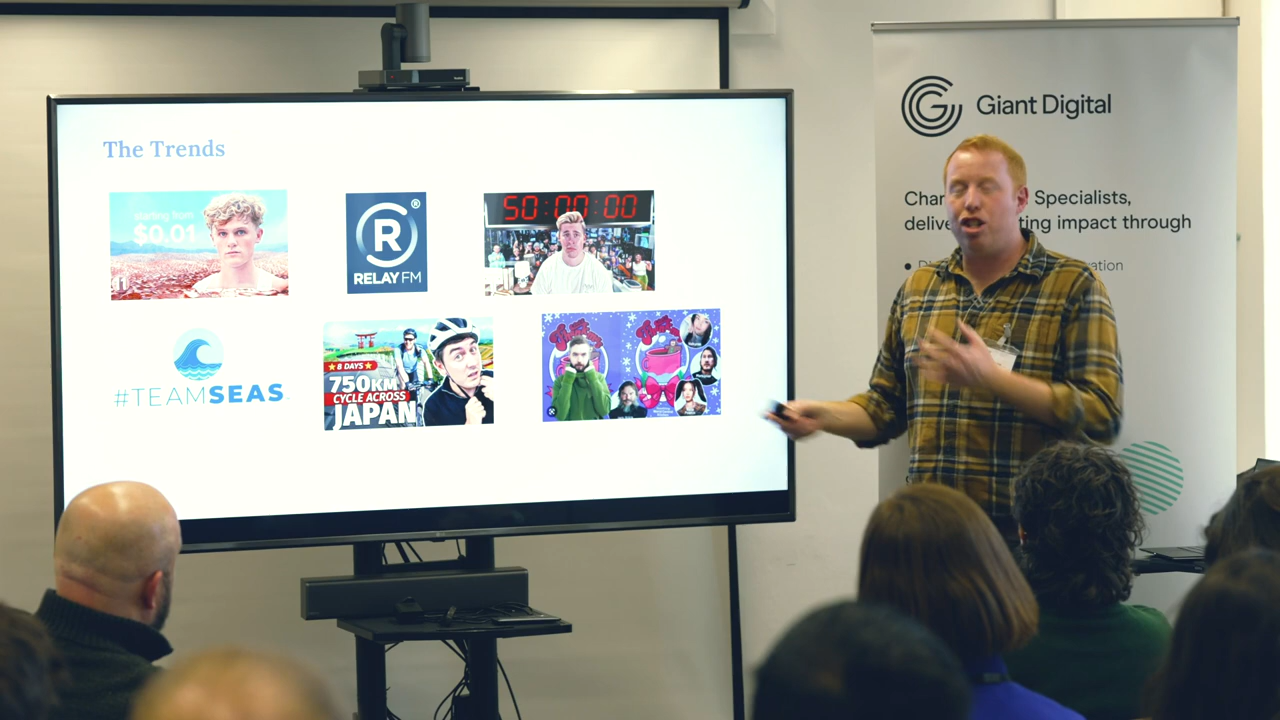 The Trends
starting from
$0.01
R®
RELAY FM
50:00:00
#TEAMSEAS
★ 8 DAYS ★
750KM
CYCLE ACROSS
JAPAN
G Giant Digital
Specialists,
impact through